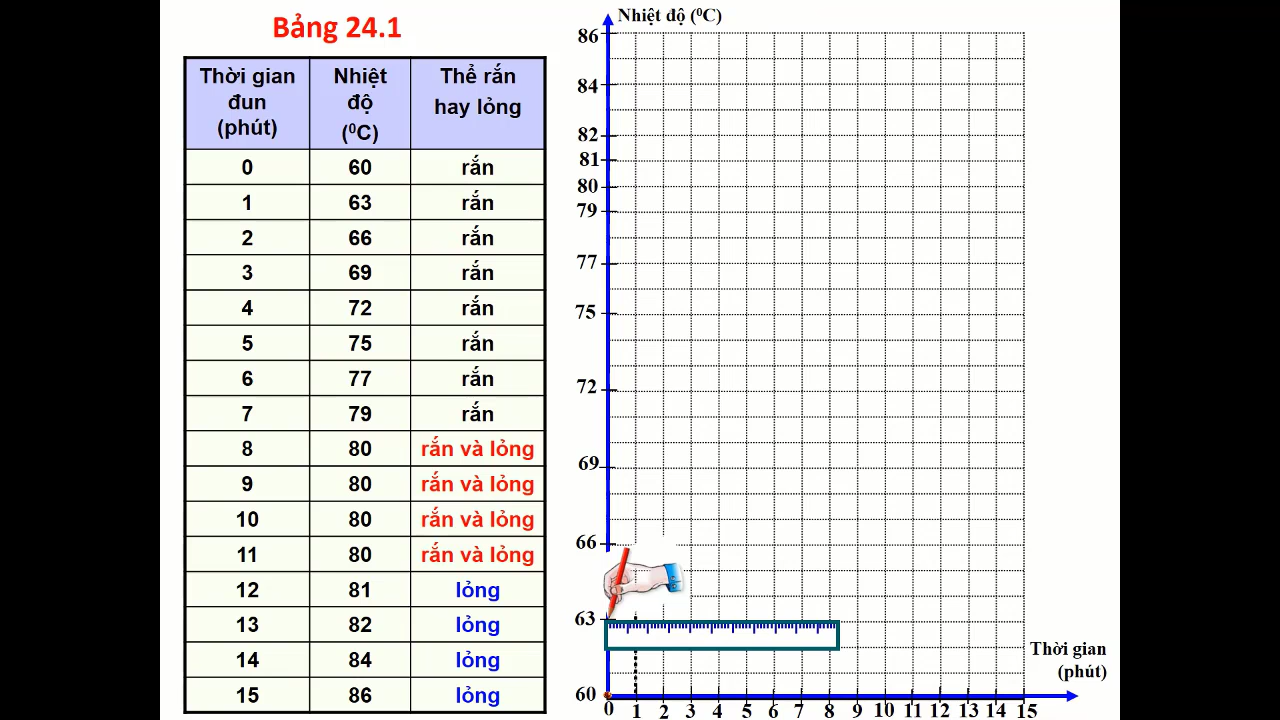 Bảng 24.1
Thời gian đun (phút) Nhiệt độ (⁰C) Thể rắn hay lỏng
0 60 rắn
1 63 rắn
2 66 rắn
3 69 rắn
4 72 rắn
5 75 rắn
6 77 rắn
7 79 rắn
8 80 rắn và lỏng
9 80 rắn và lỏng
10 80 rắn và lỏng
11 80 rắn và lỏng
12 81 lỏng
13 82 lỏng
14 84 lỏng
15 86 lỏng
Nhiệt độ (⁰C)
86
84
82
81
80
79
77
75
72
69
66
63
60
0 1 2 3 4 5 6 7 8 9 10 11 12 13 14 15
Thời gian
(phút)